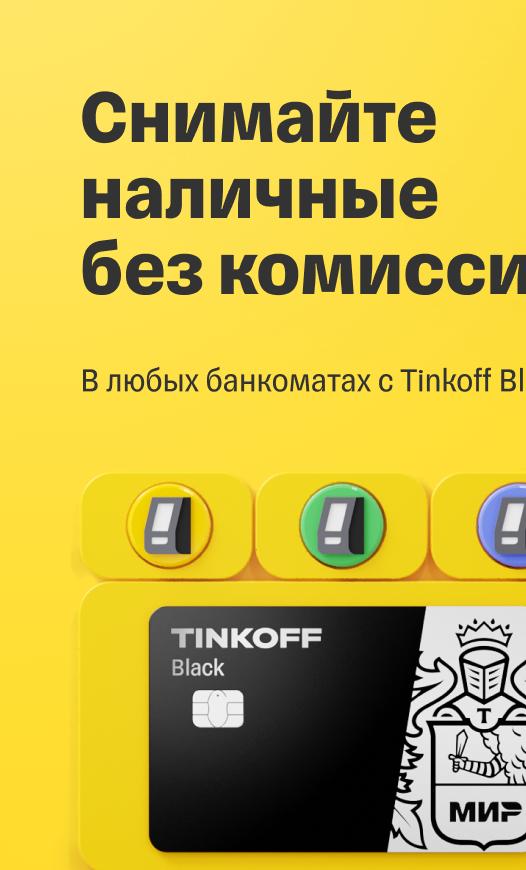 Снимайте
наличные
без комисси
В любых банкоматах с Tinkoff Bl
TINKOFF
Black
T
МИР